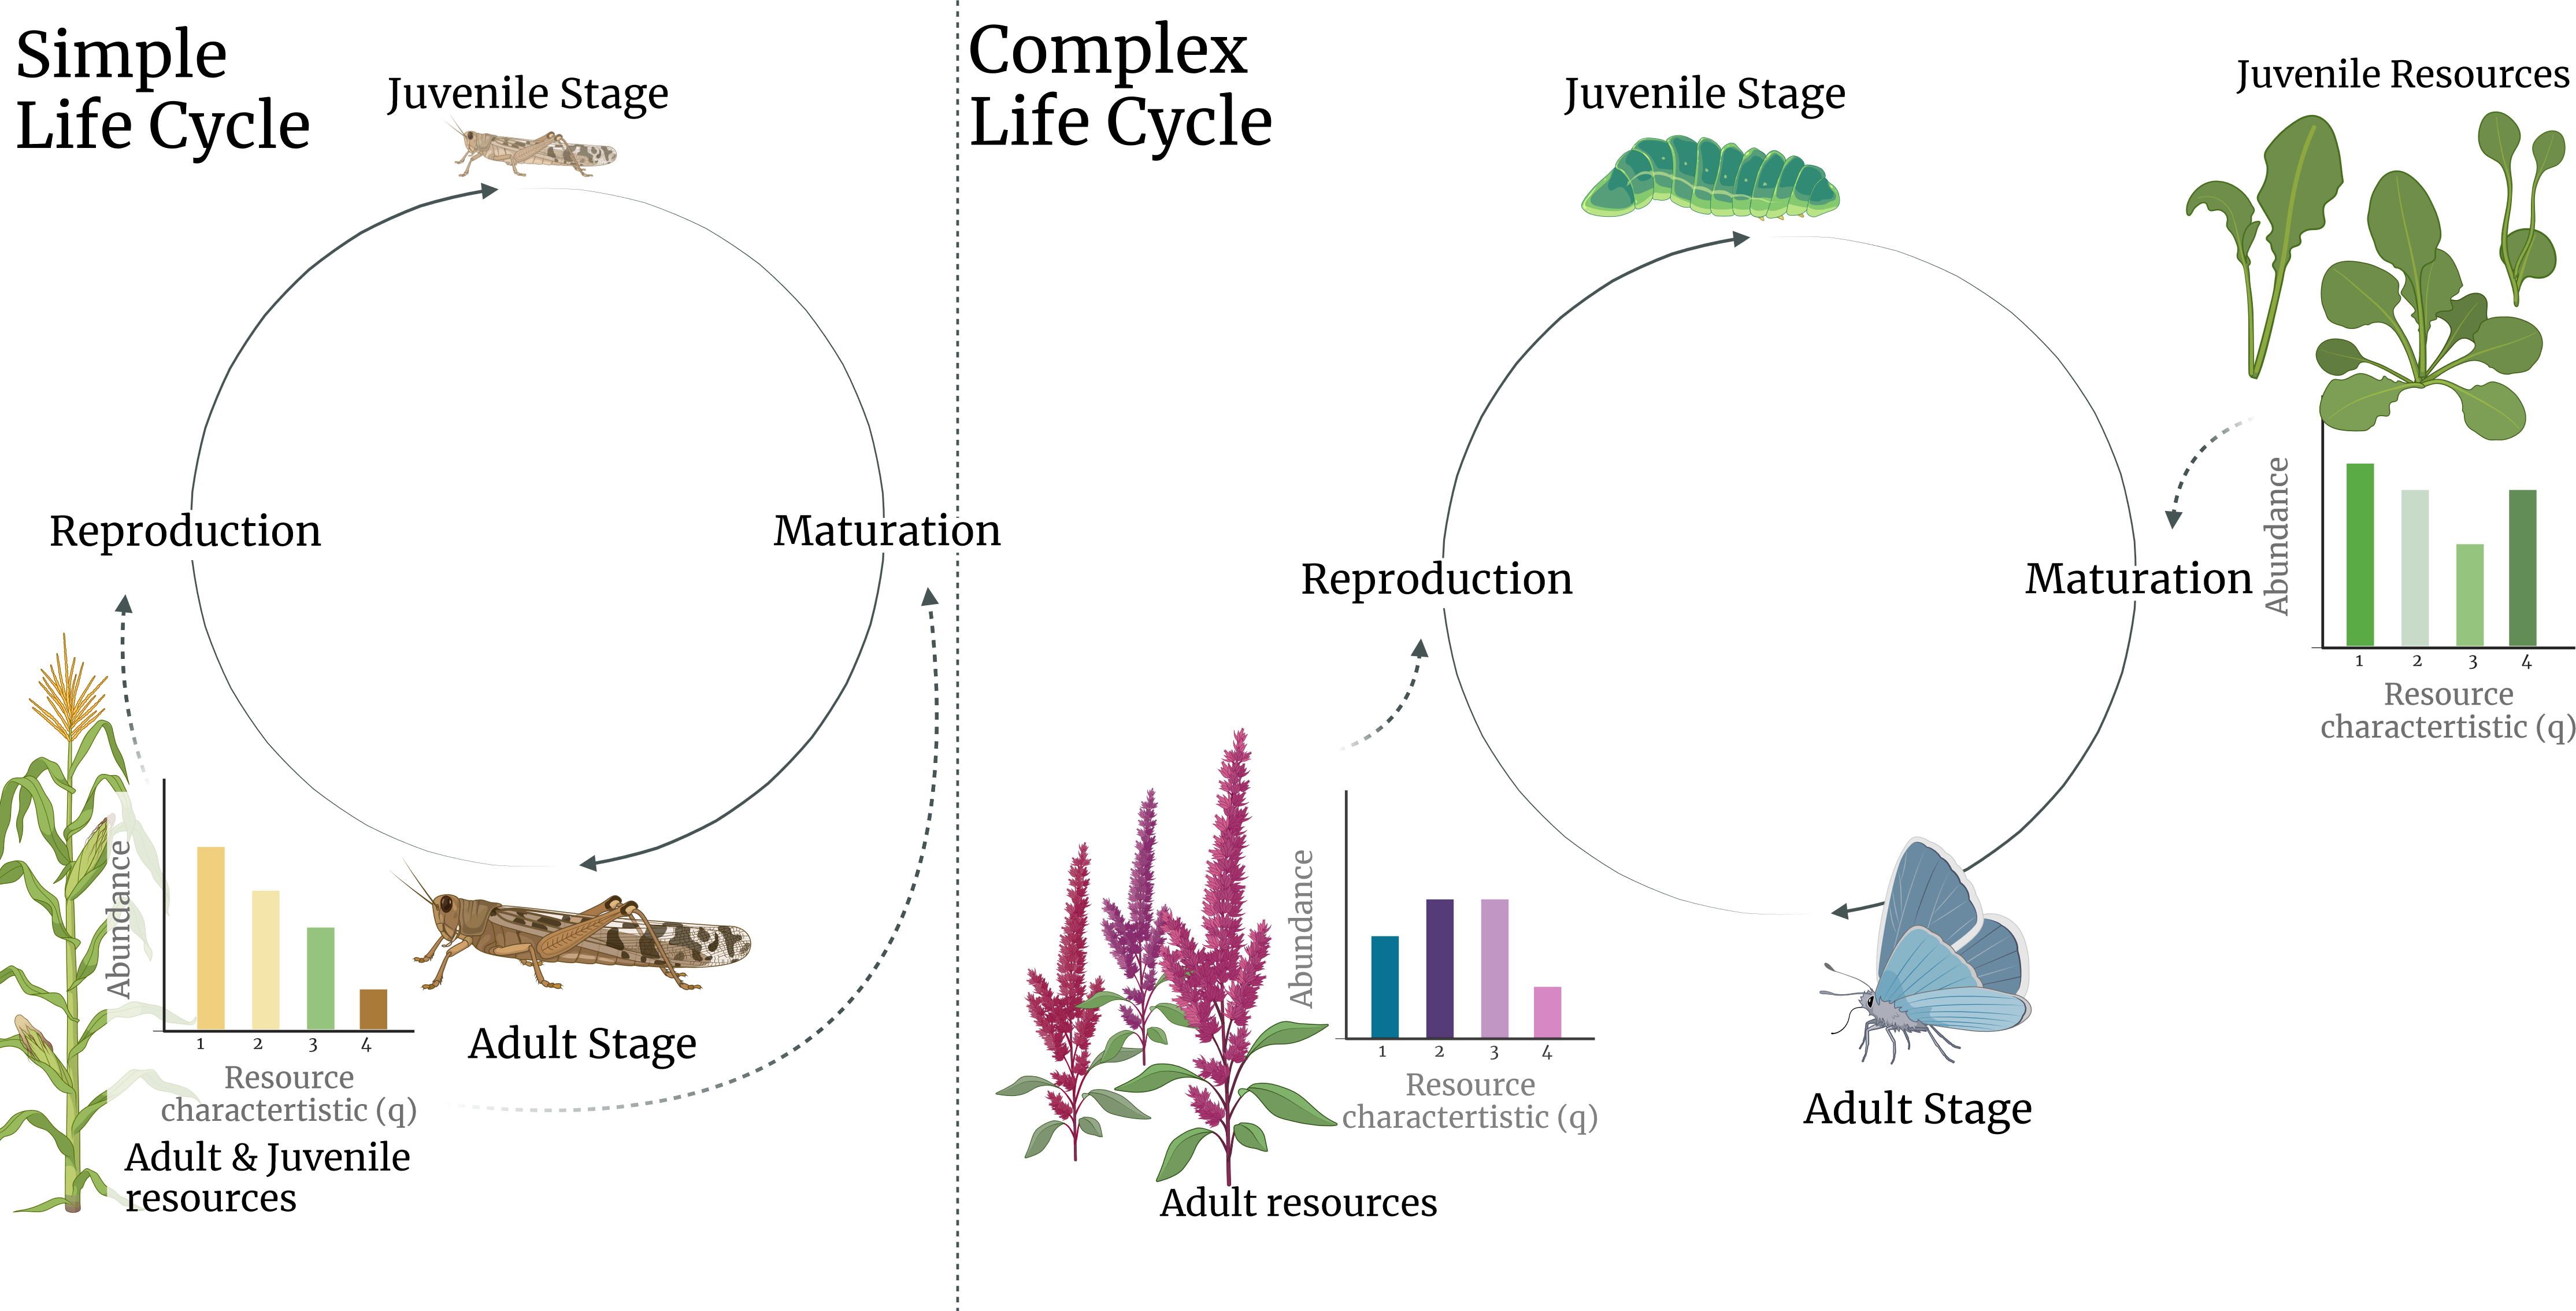 Simple
Life Cycle
Juvenile Stage
Reproduction
Maturation
Abundance
1 2 3 4
Resource
charactertistic (q)
Adult & Juvenile
resources
Adult Stage
Complex
Life Cycle
Juvenile Stage
Juvenile Resources
Reproduction
Maturation
Abundance
1 2 3 4
Resource
charactertistic (q)
Abundance
1 2 3 4
Resource
charactertistic (q)
Adult resources
Adult Stage